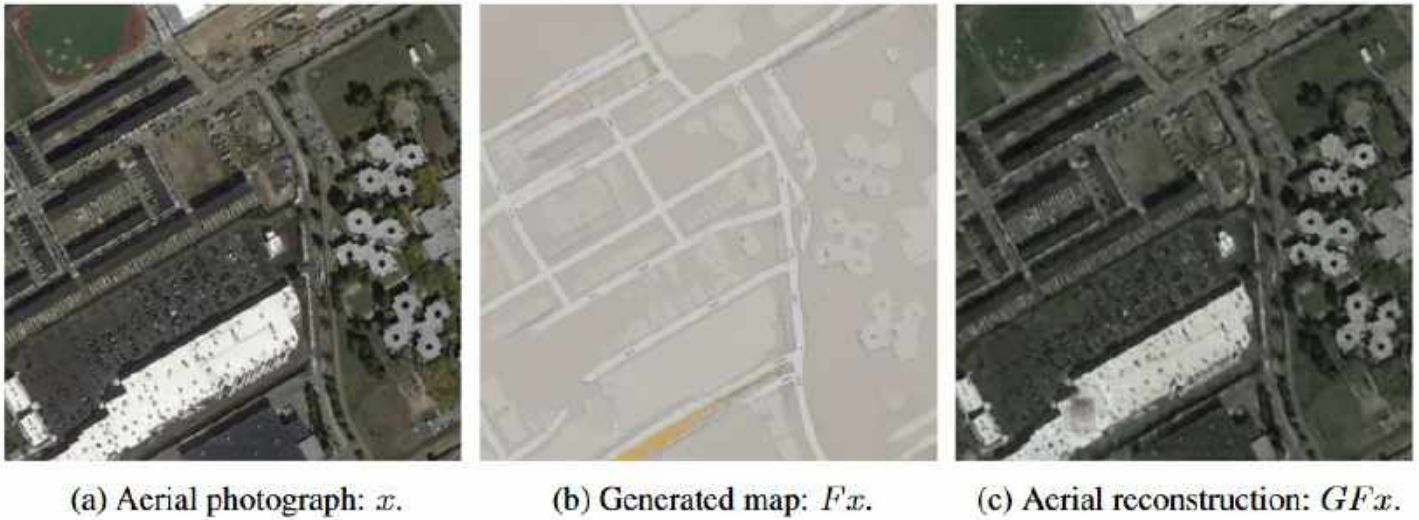 (a) Aerial photograph: x.
(b) Generated map: Fx.
(c) Aerial reconstruction: GFx.